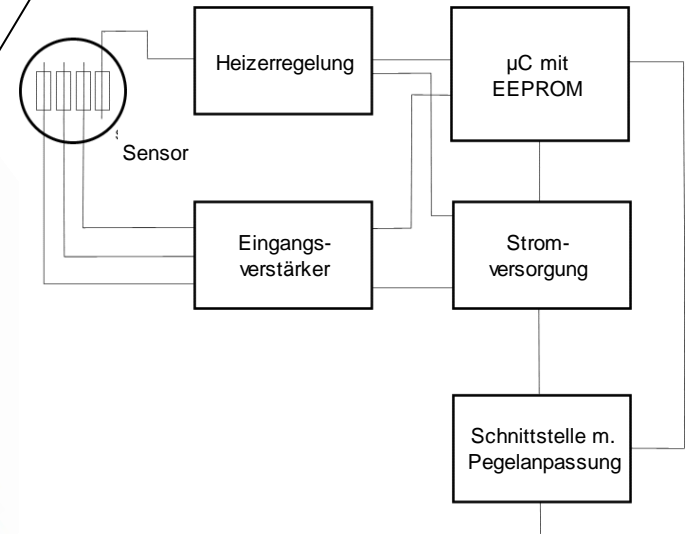 Heizerregelung
µC mit
EEPROM
Sensor
Eingangs-
verstärker
Strom-
versorgung
Schnittstelle m.
Pegelanpassung